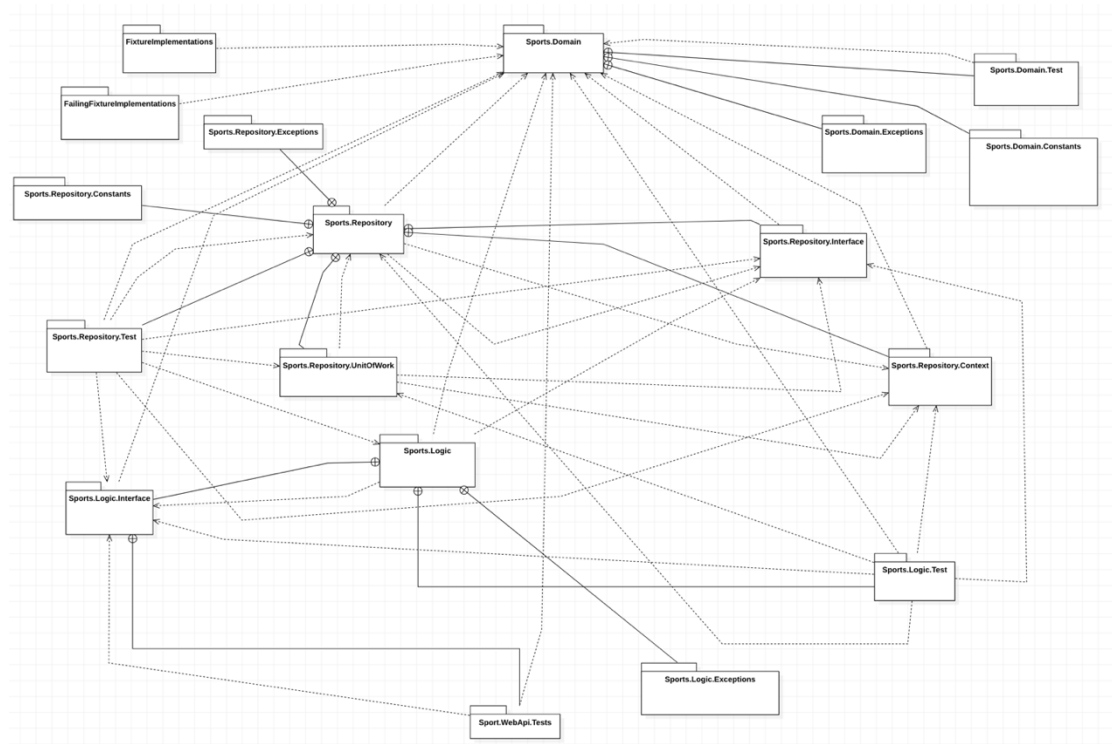 FixtureImplementations
Sports.Domain
Sports.Domain.Test
FailingFixtureImplementations
Sports.Repository.Exceptions
Sports.Domain.Exceptions
Sports.Domain.Constants
Sports.Repository.Constants
Sports.Repository
Sports.Repository.Interface
Sports.Repository.Test
Sports.Repository.UnitOfWork
Sports.Repository.Context
Sports.Logic
Sports.Logic.Interface
Sports.Logic.Test
Sports.Logic.Exceptions
Sport.WebApi.Tests